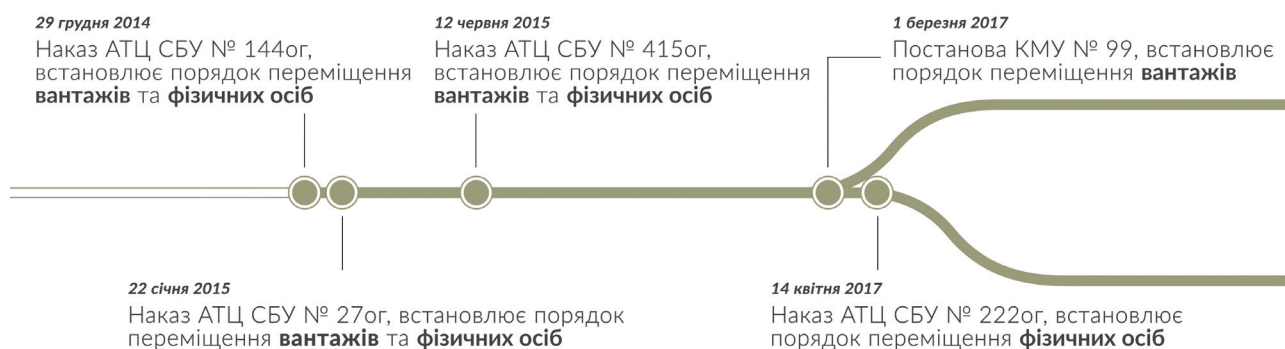 29 грудня 2014
Наказ АТЦ СБУ № 144ог,
встановлює порядок переміщення
вантажів та фізичних осіб
12 червня 2015
Наказ АТЦ СБУ № 415ог,
встановлює порядок переміщення
вантажів та фізичних осіб
1 березня 2017
Постанова КМУ № 99, встановлює
порядок переміщення вантажів
22 січня 2015
Наказ АТЦ СБУ № 27ог, встановлює порядок
переміщення вантажів та фізичних осіб
14 квітня 2017
Наказ АТЦ СБУ № 222ог, встановлює
порядок переміщення фізичних осіб